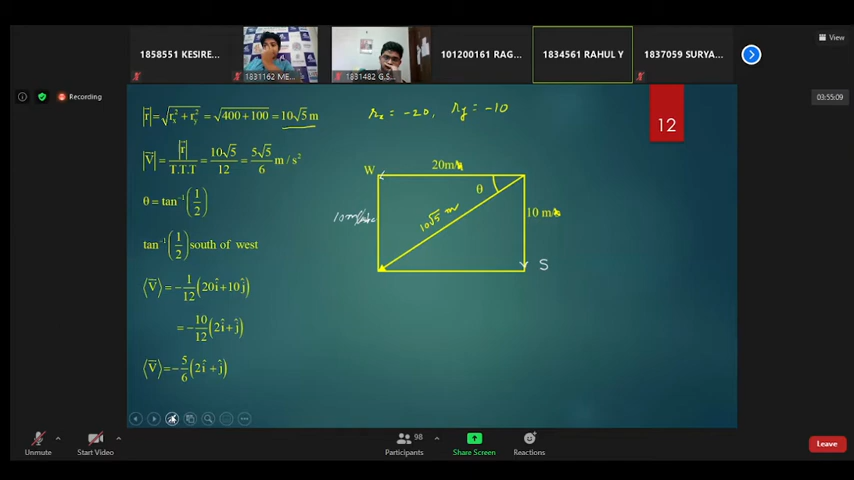 View
1858551 KESIRE...
1831162 ME...
1831482 G.S...
101200161 RAG...
1834561 RAHUL Y
1837059 SURYA...
Recording
03:55:09
|r⃗| = √(r_x² + r_y²) = √(400+100) = 10√5 m
r_x = -20, r_y = -10
12
|V⃗| = |r⃗|/T.T.T = 10√5/12 = 5√5/6 m / s²
W
20m/s
θ
θ = tan⁻¹(1/2)
10√5 m
10 m/s
tan⁻¹(1/2) south of west
S
⟨V⃗⟩ = -1/12(20î+10ĵ)
= -10/12(2î+ĵ)
⟨V⃗⟩ = -5/6(2î+ĵ)
Unmute
Start Video
98
Participants
Share Screen
Reactions
Leave